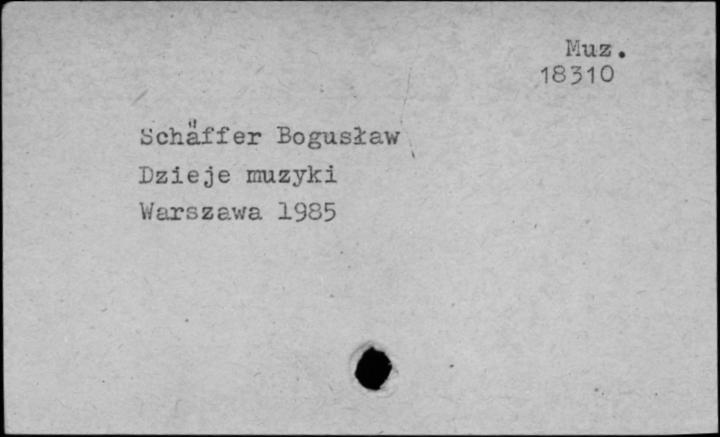 Muz.
18310
Schäffer Bogusław
Dzieje muzyki
Warszawa 1985